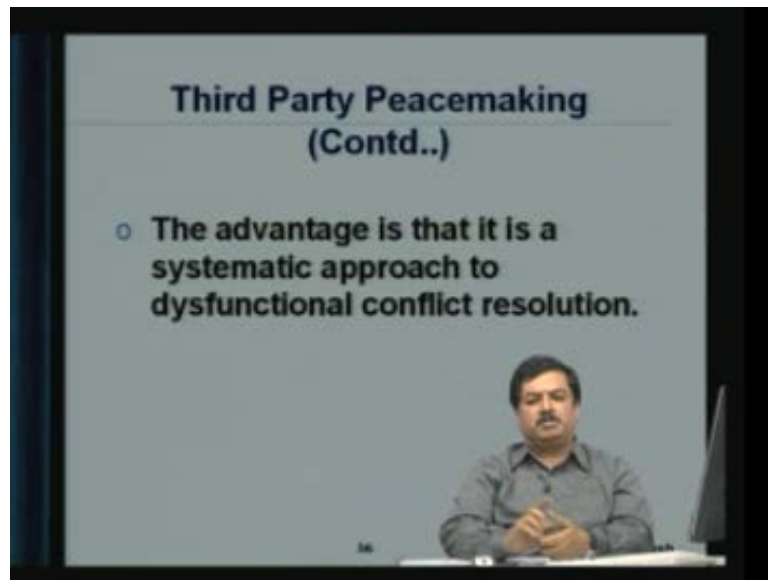 Third Party Peacemaking
(Contd..)
o The advantage is that it is a
systematic approach to
dysfunctional conflict resolution.